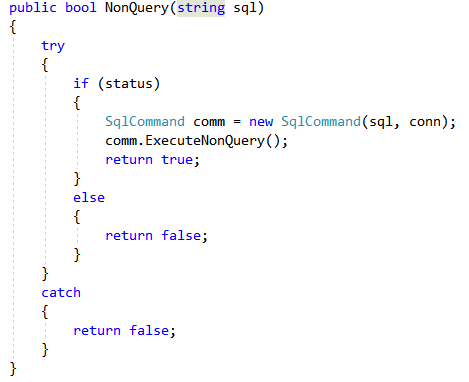 public bool NonQuery(string sql)
{
    try
    {
        if (status)
        {
            SqlCommand comm = new SqlCommand(sql, conn);
            comm.ExecuteNonQuery();
            return true;
        }
        else
        {
            return false;
        }
    }
    catch
    {
        return false;
    }
}